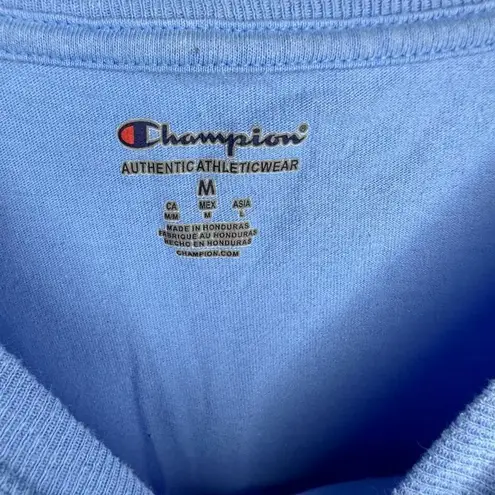 Champion
AUTHENTIC ATHLETICWEAR
M
CA MEX ASIA
M/M M L
MADE IN HONDURAS
FABRIQUÉ AU HONDURAS
HECHO EN HONDURAS
CHAMPION.COM